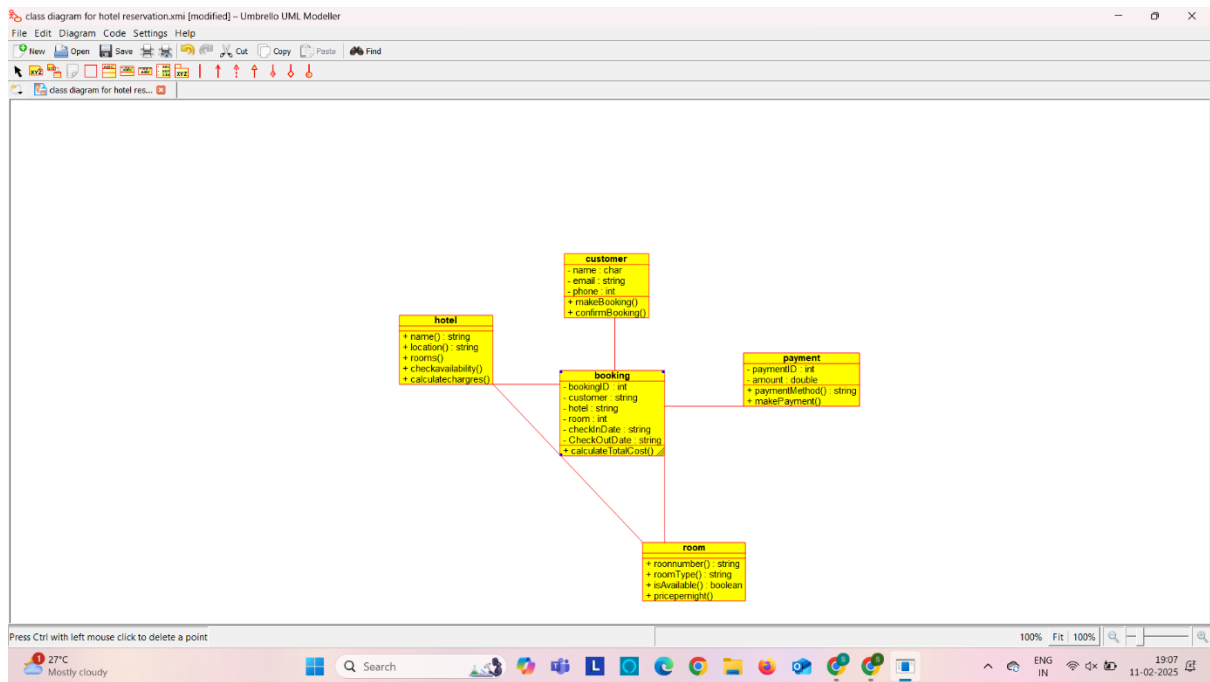 class diagram for hotel reservation.xmi [modified] – Umbrello UML Modeller
File Edit Diagram Code Settings Help
New Open Save Cut Copy Paste Find
class diagram for hotel res...
customer
- name : char
- email : string
- phone : int
+ makeBooking()
+ confirmBooking()
hotel
+ name() : string
+ location() : string
+ rooms()
+ checkavailability()
+ calculatechargres()
booking
- bookingID : int
- customer : string
- hotel : string
- room : int
- checkInDate : string
- CheckOutDate : string
+ calculateTotalCost()
payment
- paymentID : int
- amount : double
+ paymentMethod() : string
+ makePayment()
room
+ roonnumber() : string
+ roomType() : string
+ isAvailable() : boolean
+ pricepernight()
Press Ctrl with left mouse click to delete a point
100% Fit 100%
1
27°C
Mostly cloudy
Search
L
ENG
IN
19:07
11-02-2025